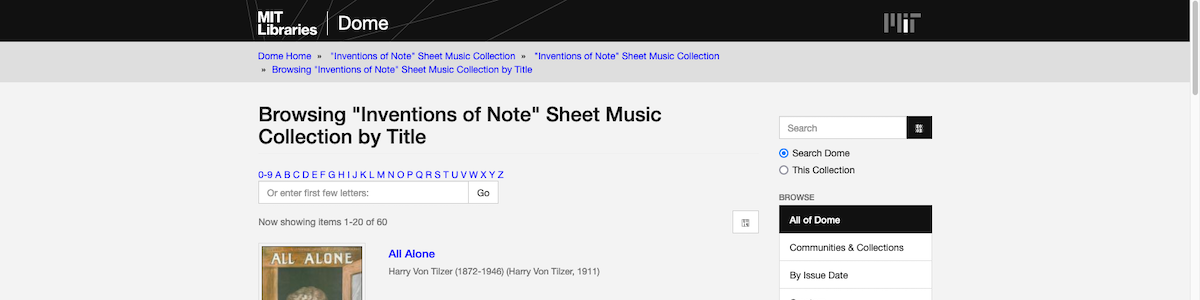 MIT
Libraries
Dome
MIT
Dome Home » "Inventions of Note" Sheet Music Collection » "Inventions of Note" Sheet Music Collection
» Browsing "Inventions of Note" Sheet Music Collection by Title
Browsing "Inventions of Note" Sheet Music
Collection by Title
0-9 A B C D E F G H I J K L M N O P Q R S T U V W X Y Z
Or enter first few letters:
Go
Now showing items 1-20 of 60
ALL ALONE
All Alone
Harry Von Tilzer (1872-1946) (Harry Von Tilzer, 1911)
Search
Search Dome
This Collection
BROWSE
All of Dome
Communities & Collections
By Issue Date